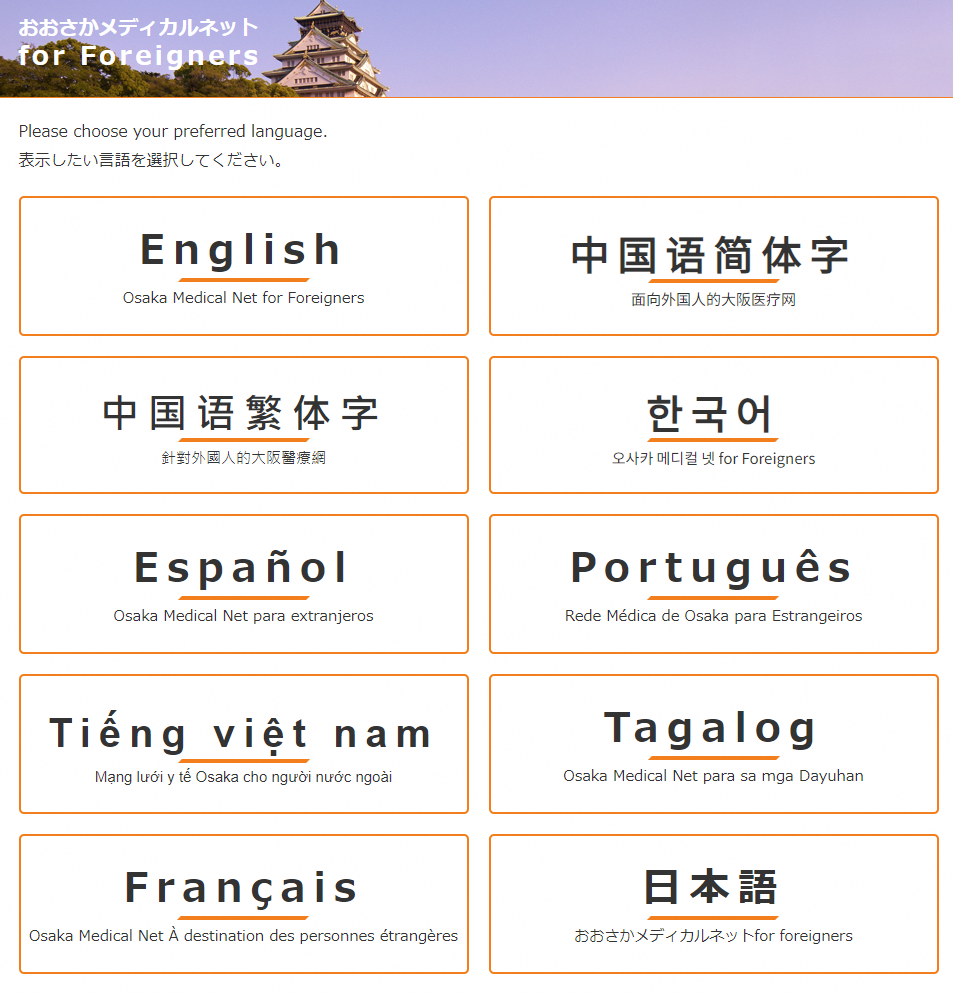 おおさかメディカルネット
for Foreigners
Please choose your preferred language.
表示したい言語を選択してください。
English
Osaka Medical Net for Foreigners
中国语简体字
面向外国人的大阪医疗网
中国语繁体字
針對外國人的大阪醫療網
한국어
오사카 메디컬 넷 for Foreigners
Español
Osaka Medical Net para extranjeros
Português
Rede Médica de Osaka para Estrangeiros
Tiếng việt nam
Mạng lưới y tế Osaka cho người nước ngoài
Tagalog
Osaka Medical Net para sa mga Dayuhan
Français
Osaka Medical Net À destination des personnes étrangères
日本語
おおさかメディカルネットfor foreigners